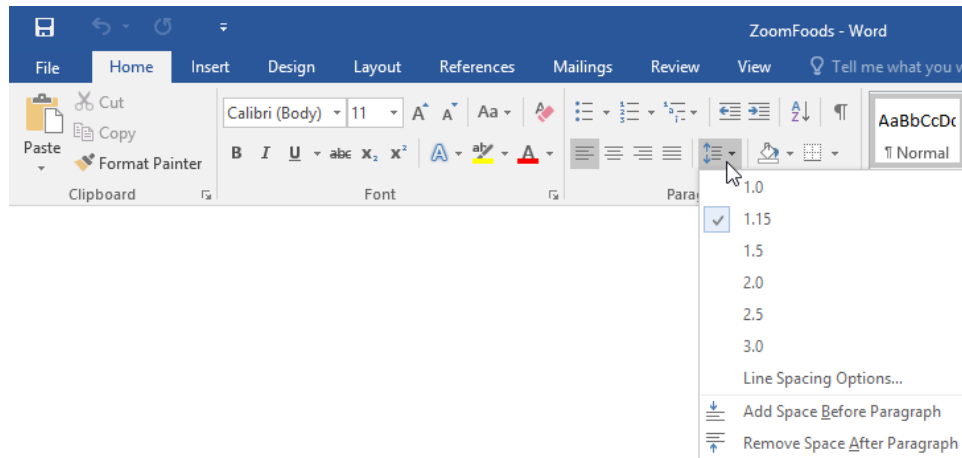 ZoomFoods - Word
File Home Insert Design Layout References Mailings Review View Tell me what you
Cut
Copy
Paste
Format Painter
Clipboard
Calibri (Body) 11 A A Aa
B I U abc X₂ X² A aby A
Font
A Z
¶
AaBbCcDc
¶ Normal
Para
1.0
1.15
1.5
2.0
2.5
3.0
Line Spacing Options...
Add Space Before Paragraph
Remove Space After Paragraph